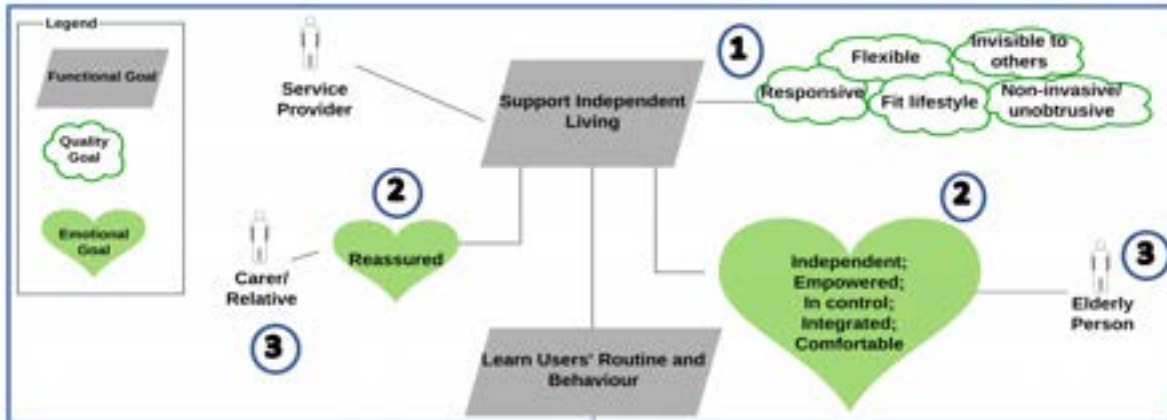 Legend
Functional Goal
Quality
Goal
Emotional
Goal
Service
Provider
Support Independent
Living
1
Flexible
Invisible to
others
Responsive
Fit lifestyle
Non-invasive/
unobtrusive
2
Reassured
Carer/
Relative
3
2
Independent;
Empowered;
In control;
Integrated;
Comfortable
3
Elderly
Person
Learn Users' Routine and
Behaviour